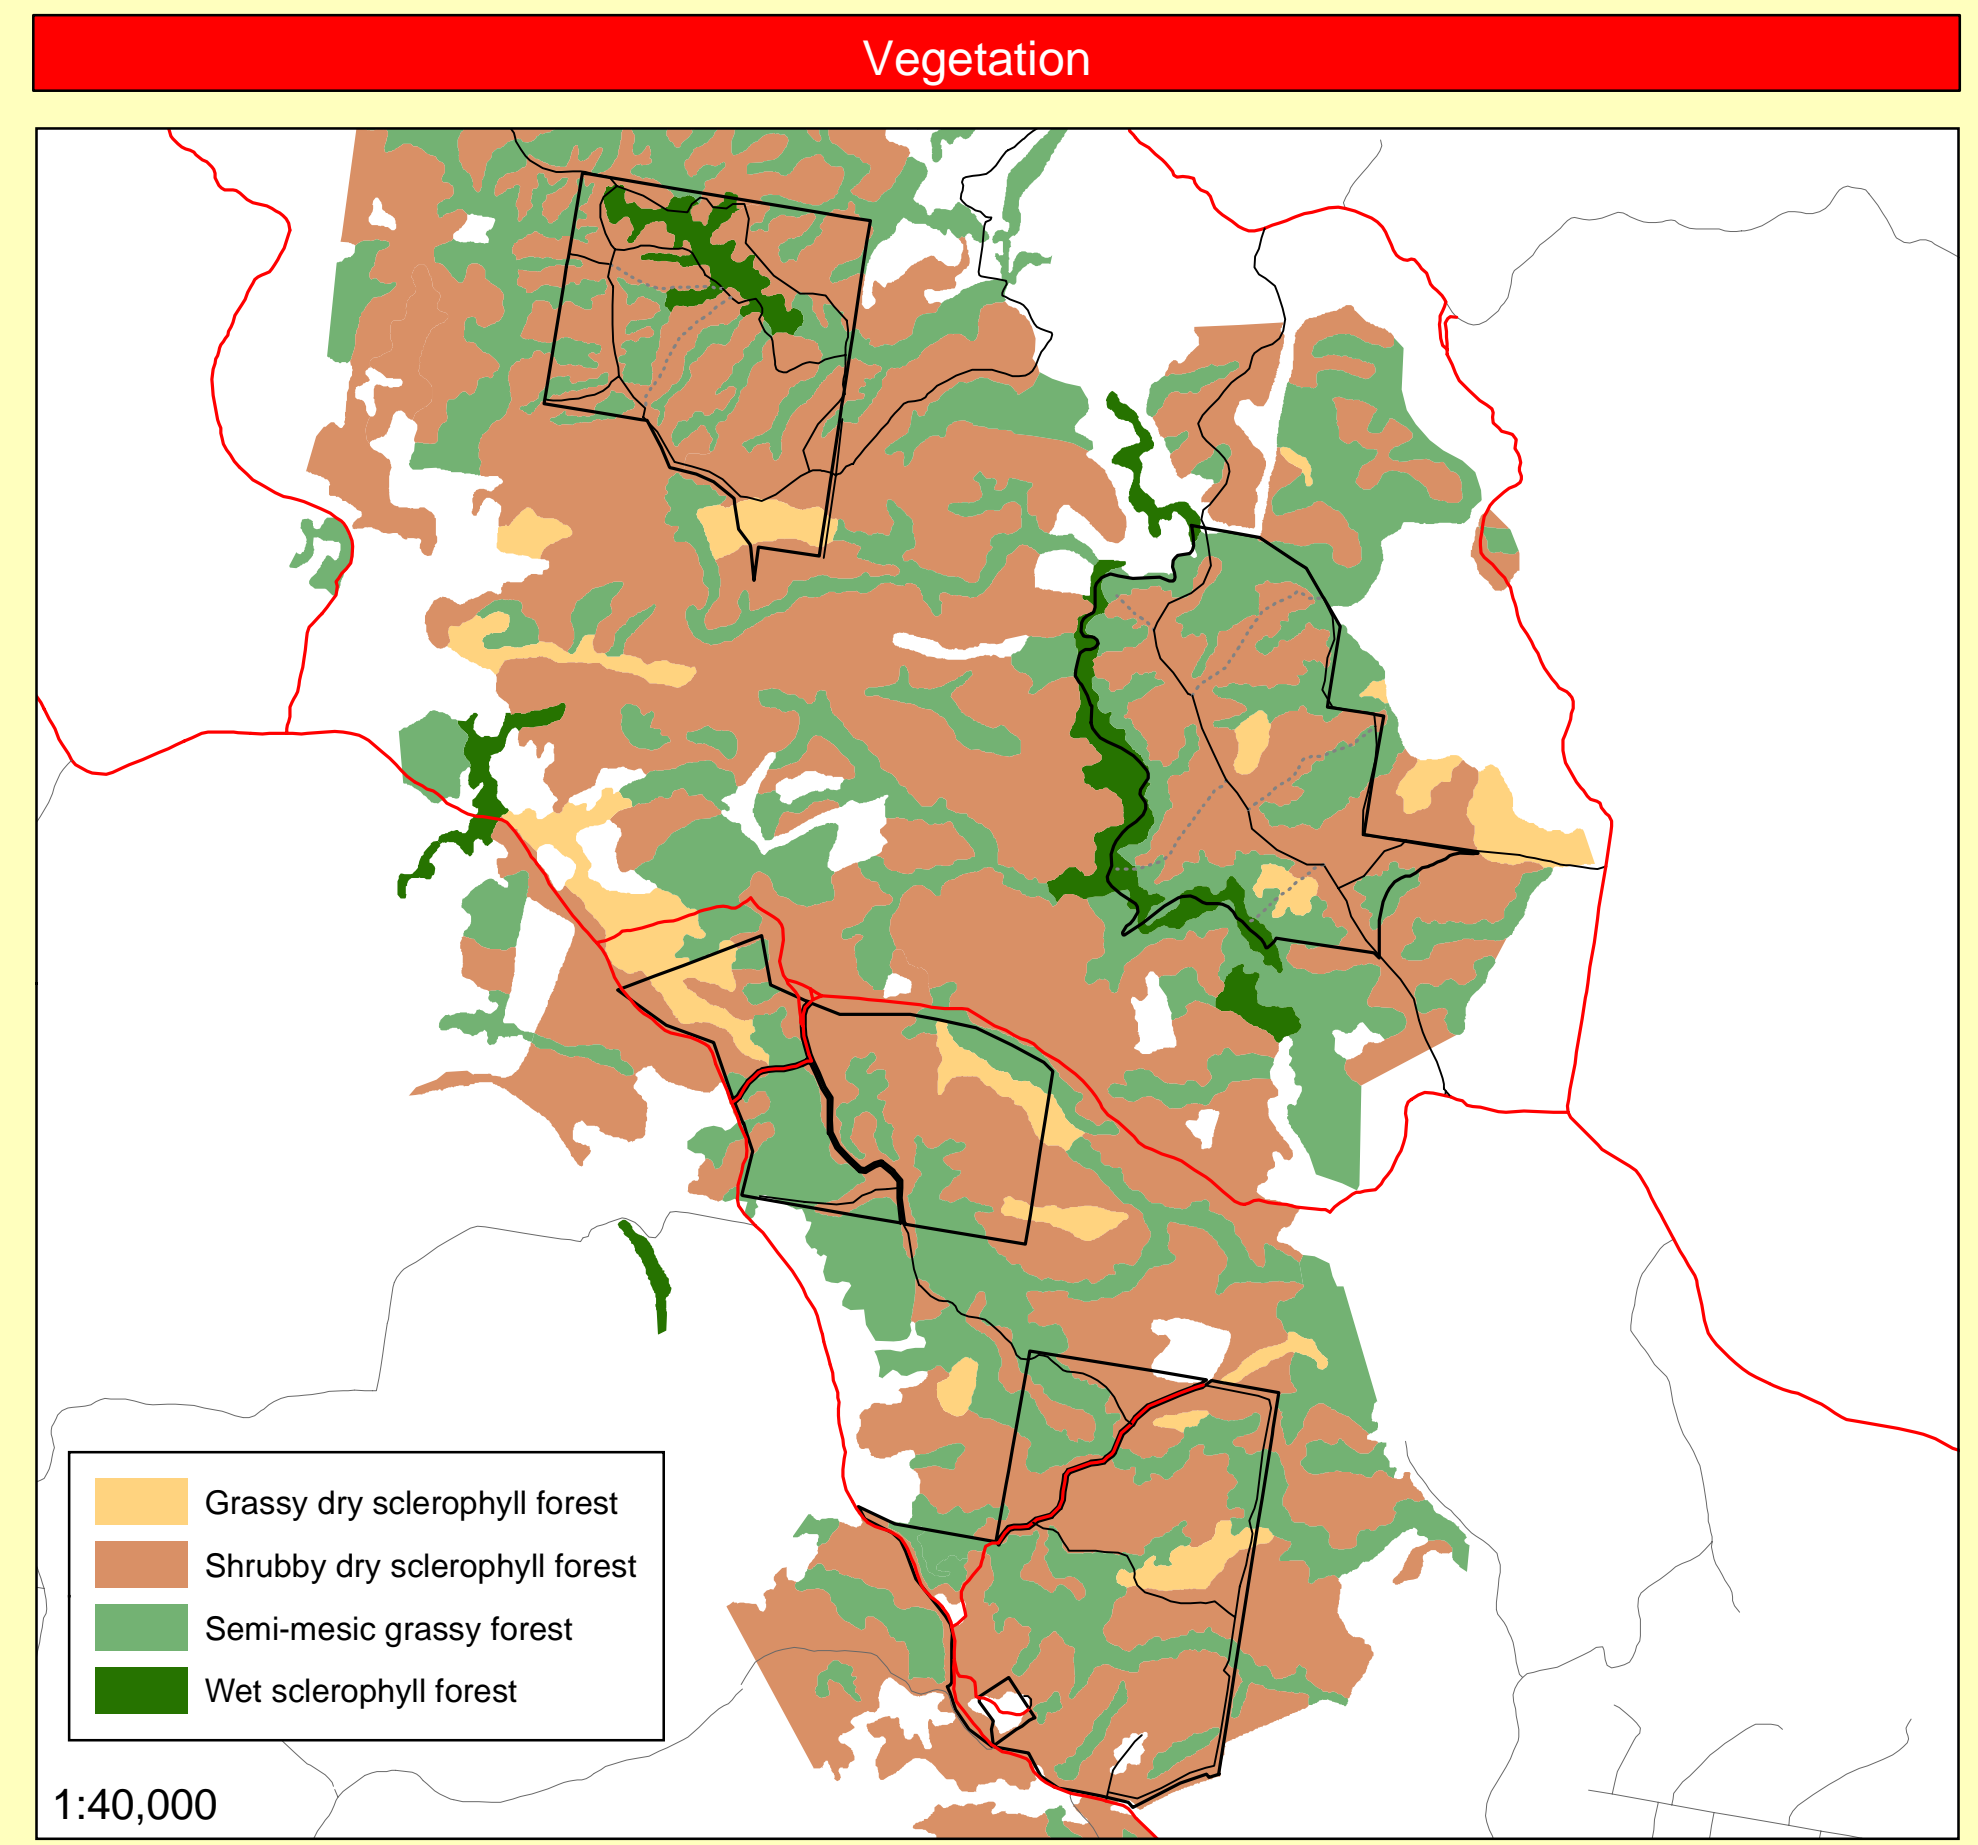 Vegetation
Grassy dry sclerophyll forest
Shrubby dry sclerophyll forest
Semi-mesic grassy forest
Wet sclerophyll forest
1:40,000